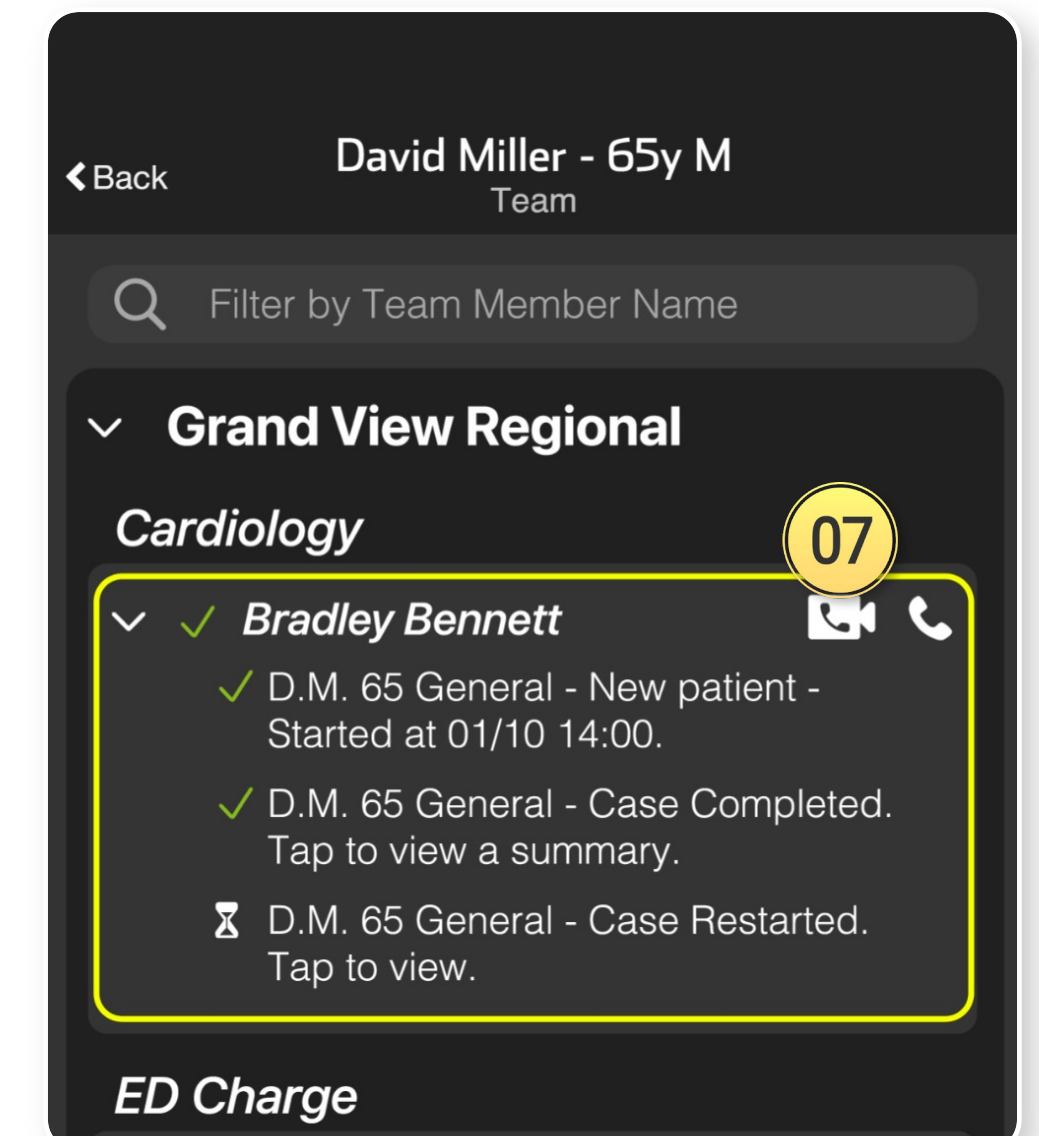 David Miller - 65y M
Back
Team
Filter by Team Member Name
Grand View Regional
Cardiology
07
Bradley Bennett
D.M. 65 General - New patient -
Started at 01/10 14:00.
D.M. 65 General - Case Completed.
Tap to view a summary.
D.M. 65 General - Case Restarted.
Tap to view.
ED Charge